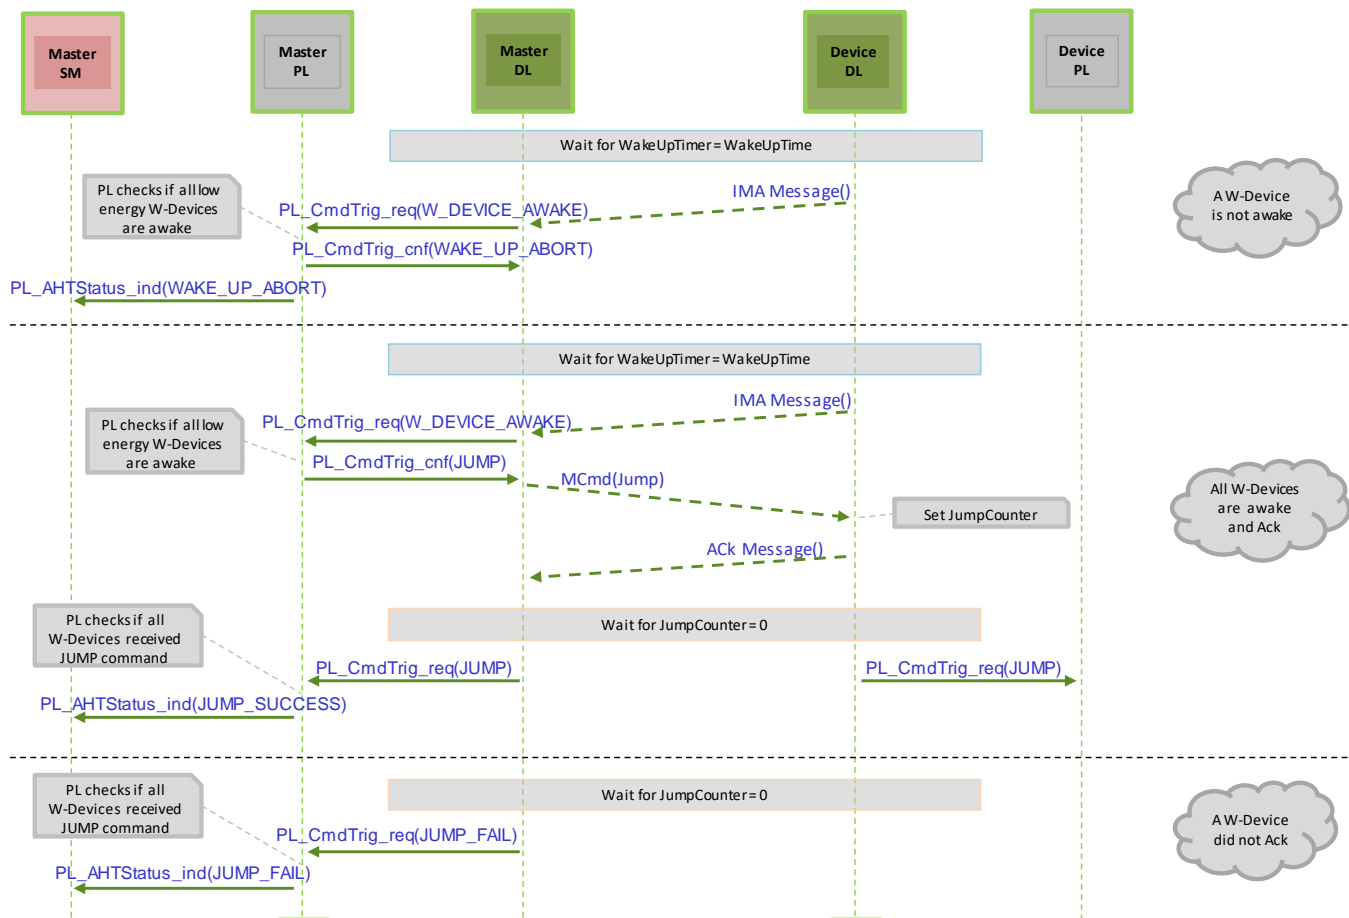 Master
SM
Master
PL
Master
DL
Device
DL
Device
PL
Wait for WakeUpTimer = WakeUpTime
PL checks if all low
energy W-Devices
are awake
IMA Message()
PL_CmdTrig_req(W_DEVICE_AWAKE)
A W-Device
is not awake
PL_CmdTrig_cnf(WAKE_UP_ABORT)
PL_AHTStatus_ind(WAKE_UP_ABORT)
Wait for WakeUpTimer = WakeUpTime
IMA Message()
PL checks if all low
energy W-Devices
are awake
PL_CmdTrig_req(W_DEVICE_AWAKE)
PL_CmdTrig_cnf(JUMP)
MCmd(Jump)
Set JumpCounter
All W-Devices
are awake
and Ack
ACk Message()
PL checks if all
W-Devices received
JUMP command
Wait for JumpCounter = 0
PL_CmdTrig_req(JUMP)
PL_CmdTrig_req(JUMP)
PL_AHTStatus_ind(JUMP_SUCCESS)
PL checks if all
W-Devices received
JUMP command
Wait for JumpCounter = 0
A W-Device
did not Ack
PL_CmdTrig_req(JUMP_FAIL)
PL_AHTStatus_ind(JUMP_FAIL)